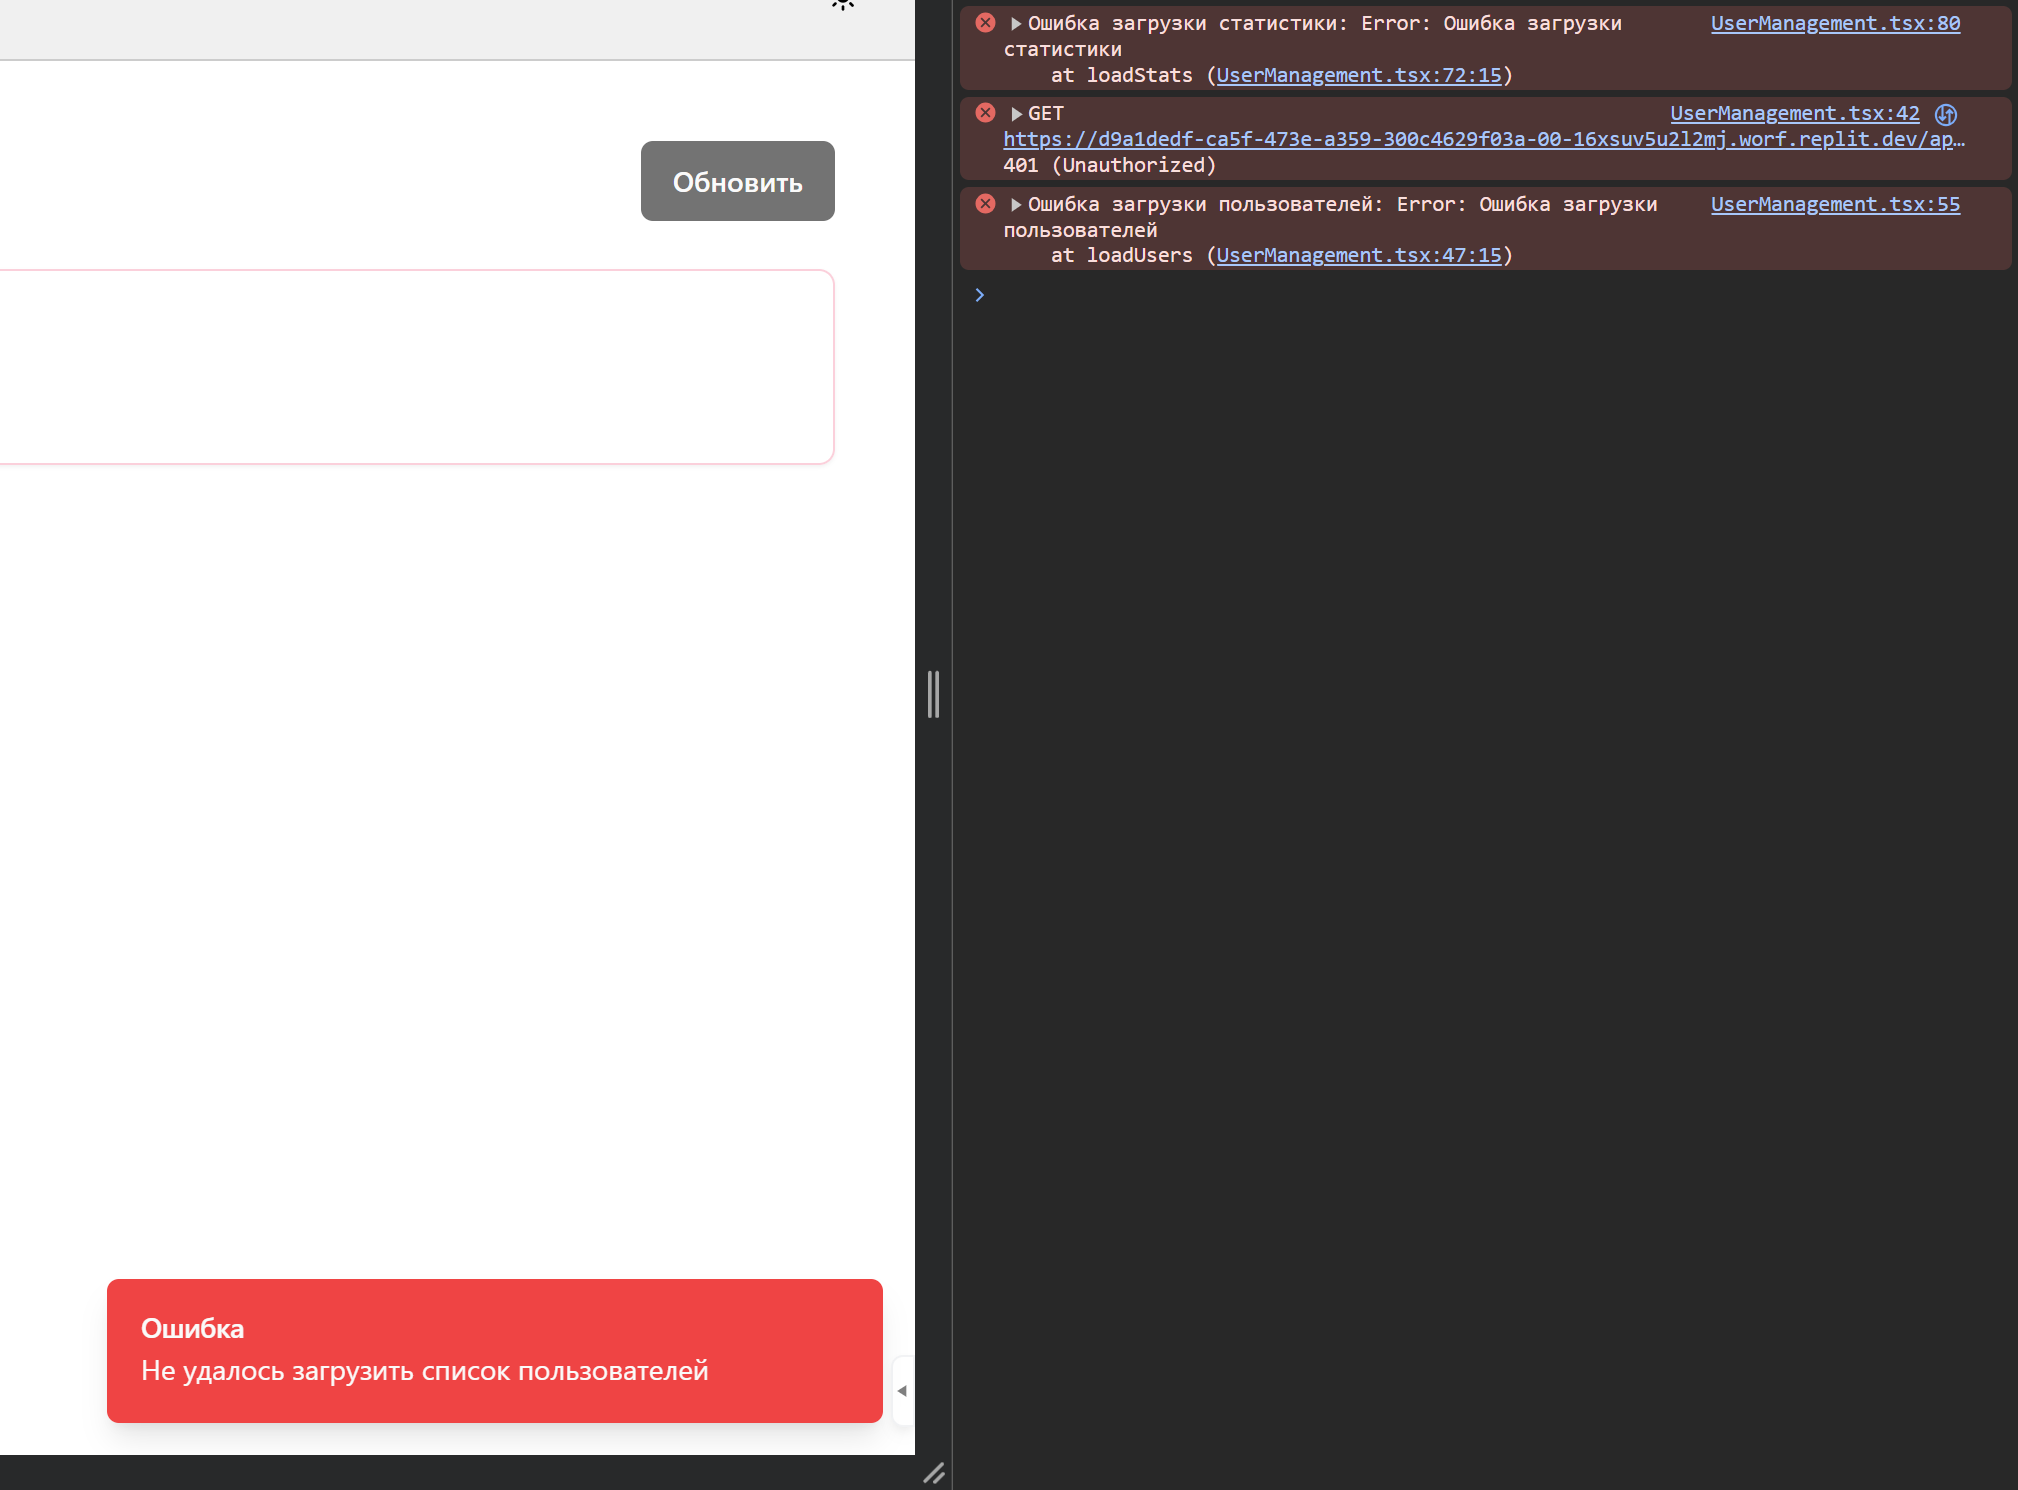 Обновить
Ошибка
Не удалось загрузить список пользователей
Ошибка загрузки статистики: Error: Ошибка загрузки UserManagement.tsx:80
статистики
at loadStats (UserManagement.tsx:72:15)
GET UserManagement.tsx:42
https://d9a1dedf-ca5f-473e-a359-300c4629f03a-00-16xsuv5u2l2mj.worf.replit.dev/ap…
401 (Unauthorized)
Ошибка загрузки пользователей: Error: Ошибка загрузки UserManagement.tsx:55
пользователей
at loadUsers (UserManagement.tsx:47:15)